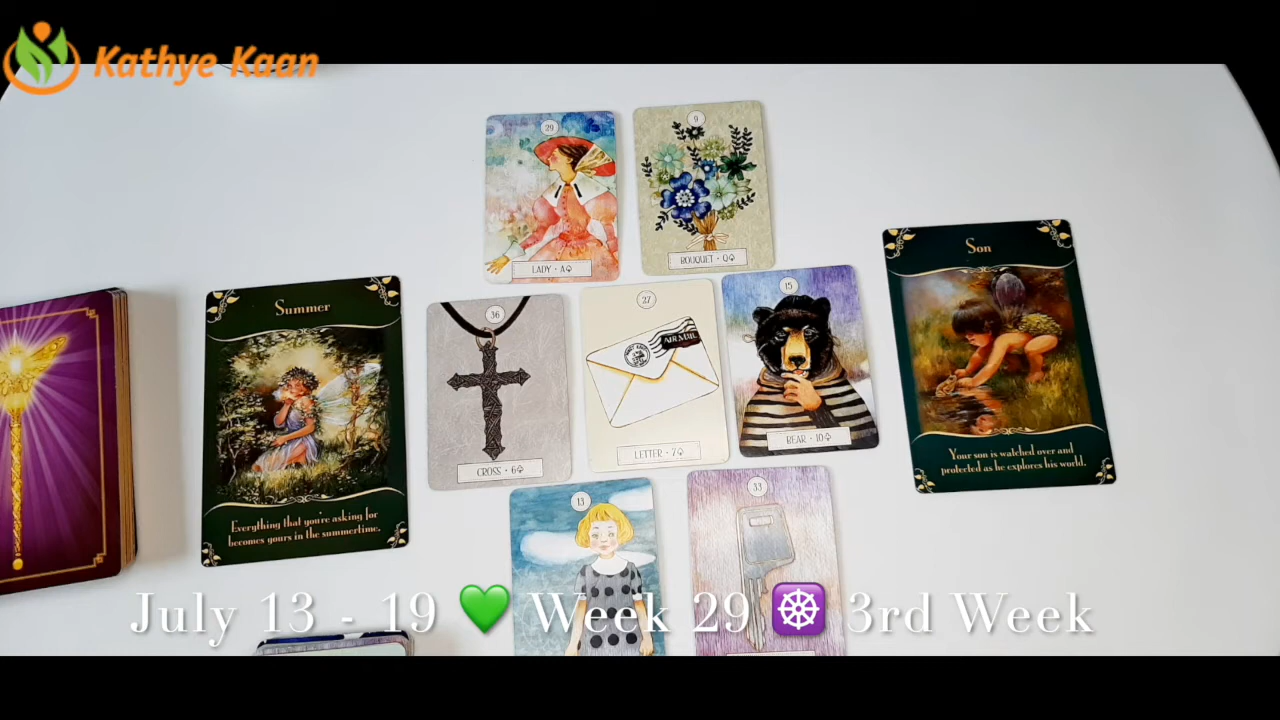 Kathye Kaan
29
LADY • A♤
9
BOUQUET • Q♤
Summer
Everything that you're asking for
becomes yours in the summertime.
36
CROSS • 6♧
27
AIR MAIL
LETTER • 7♤
15
BEAR • 10♧
Son
Your son is watched over and
protected as he explores his world.
13
33
July 13 - 19 💚 Week 29 ☸️ 3rd Week